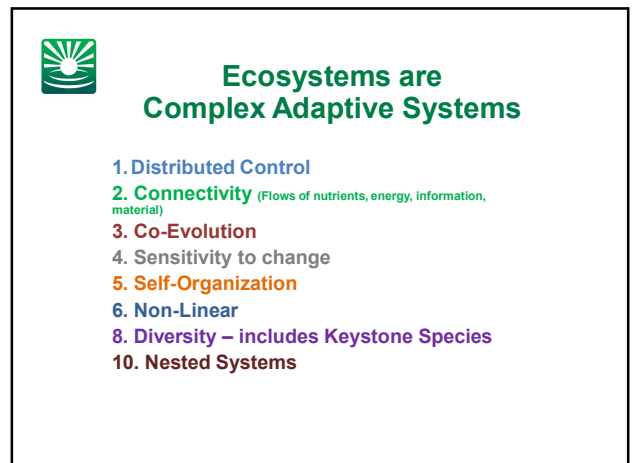 Ecosystems are
Complex Adaptive Systems
1. Distributed Control
2. Connectivity (Flows of nutrients, energy, information,
material)
3. Co-Evolution
4. Sensitivity to change
5. Self-Organization
6. Non-Linear
8. Diversity – includes Keystone Species
10. Nested Systems